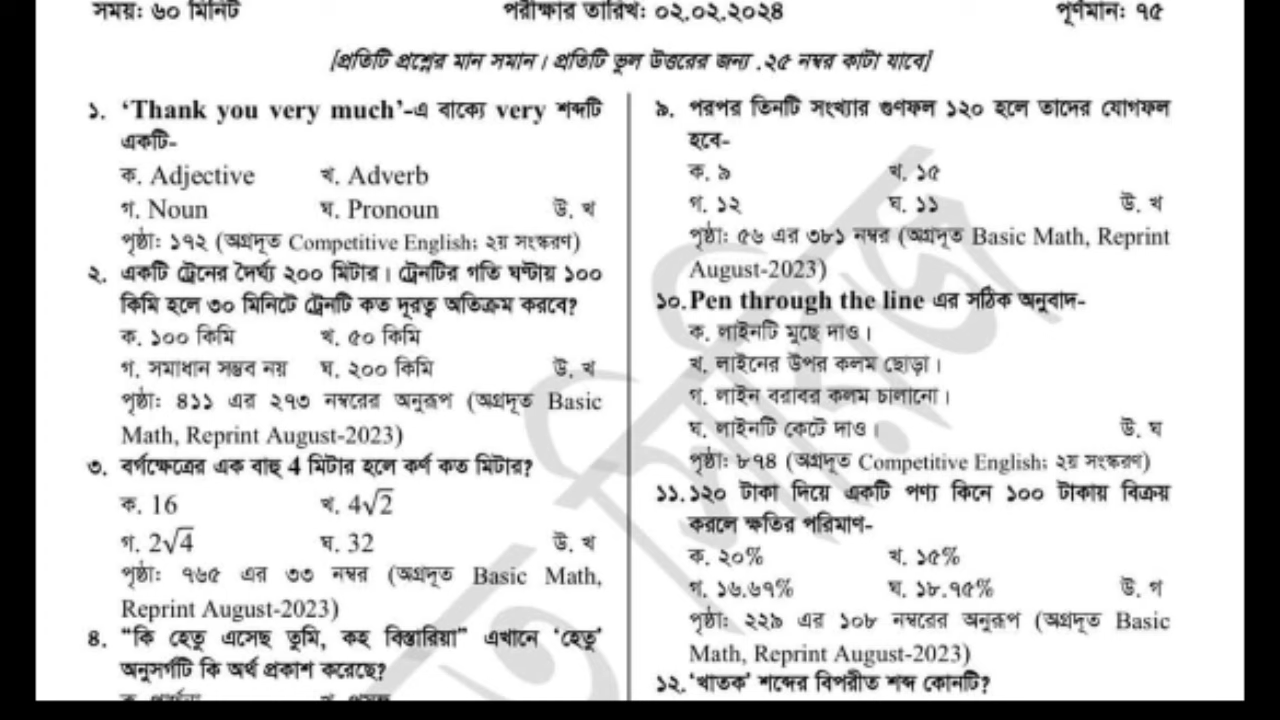 সময়: ৬০ মিনিট পরীক্ষার তারিখ: ০২.০২.২০২৪ পূর্ণমান: ৭৫
[প্রতিটি প্রশ্নের মান সমান। প্রতিটি ভুল উত্তরের জন্য .২৫ নম্বর কাটা যাবে]
১. ‘Thank you very much’-এ বাক্যে very শব্দটি
একটি-
ক. Adjective খ. Adverb
গ. Noun ঘ. Pronoun উ. খ
পৃষ্ঠা: ১৭২ (অগ্রদূত Competitive English; ২য় সংস্করণ)
২. একটি ট্রেনের দৈর্ঘ্য ২০০ মিটার। ট্রেনটির গতি ঘণ্টায় ১০০
কিমি হলে ৩০ মিনিটে ট্রেনটি কত দূরত্ব অতিক্রম করবে?
ক. ১০০ কিমি খ. ৫০ কিমি
গ. সমাধান সম্ভব নয় ঘ. ২০০ কিমি উ. খ
পৃষ্ঠা: ৪১১ এর ২৭৩ নম্বরের অনুরূপ (অগ্রদূত Basic
Math, Reprint August-2023)
৩. বর্গক্ষেত্রের এক বাহু 4 মিটার হলে কর্ণ কত মিটার?
ক. 16 খ. 4√2
গ. 2√4 ঘ. 32 উ. খ
পৃষ্ঠা: ৭৬৫ এর ৩৩ নম্বর (অগ্রদূত Basic Math,
Reprint August-2023)
৪. “কি হেতু এসেছ তুমি, কহ বিস্তারিয়া” এখানে ‘হেতু’
অনুসর্গটি কি অর্থ প্রকাশ করেছে?
৯. পরপর তিনটি সংখ্যার গুণফল ১২০ হলে তাদের যোগফল
হবে-
ক. ৯ খ. ১৫
গ. ১২ ঘ. ১১ উ. খ
পৃষ্ঠা: ৫৬ এর ৩৮১ নম্বর (অগ্রদূত Basic Math, Reprint
August-2023)
১০. Pen through the line এর সঠিক অনুবাদ-
ক. লাইনটি মুছে দাও।
খ. লাইনের উপর কলম ছোড়া।
গ. লাইন বরাবর কলম চালানো।
ঘ. লাইনটি কেটে দাও। উ. ঘ
পৃষ্ঠা: ৮৭৪ (অগ্রদূত Competitive English; ২য় সংস্করণ)
১১. ১২০ টাকা দিয়ে একটি পণ্য কিনে ১০০ টাকায় বিক্রয়
করলে ক্ষতির পরিমাণ-
ক. ২০% খ. ১৫%
গ. ১৬.৬৭% ঘ. ১৮.৭৫% উ. গ
পৃষ্ঠা: ২২৯ এর ১০৮ নম্বরের অনুরূপ (অগ্রদূত Basic
Math, Reprint August-2023)
১২. ‘খাতক’ শব্দের বিপরীত শব্দ কোনটি?